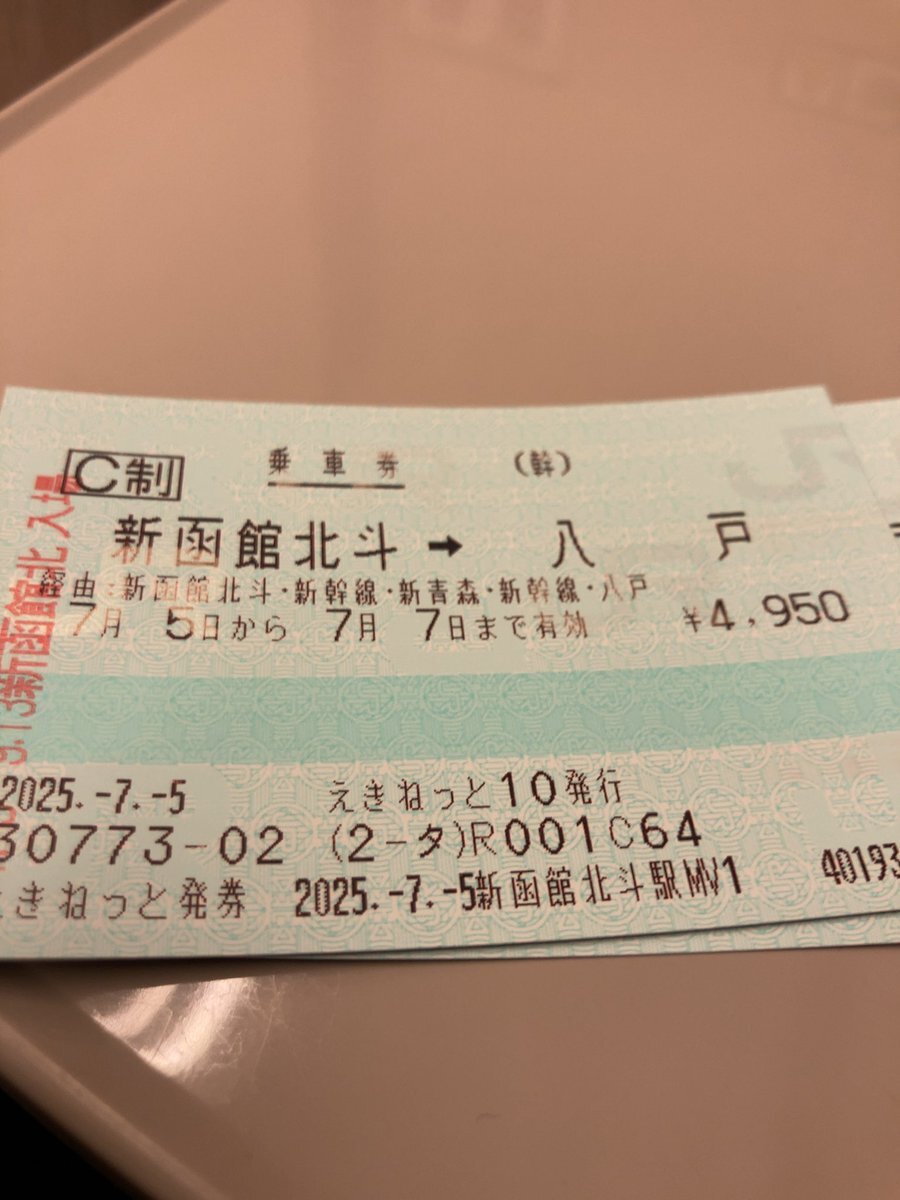 C制 乗車券 (幹)
新函館北斗 → 八戸
経由:新函館北斗・新幹線・新青森・新幹線・八戸
7月 5日から 7月 7日まで有効 ¥4,950
2025.-7.-5 えきねっと10発行
30773-02 (2-タ)R001C64
えきねっと発券 2025.-7.-5新函館北斗駅MV1 40193
新函館北 入場